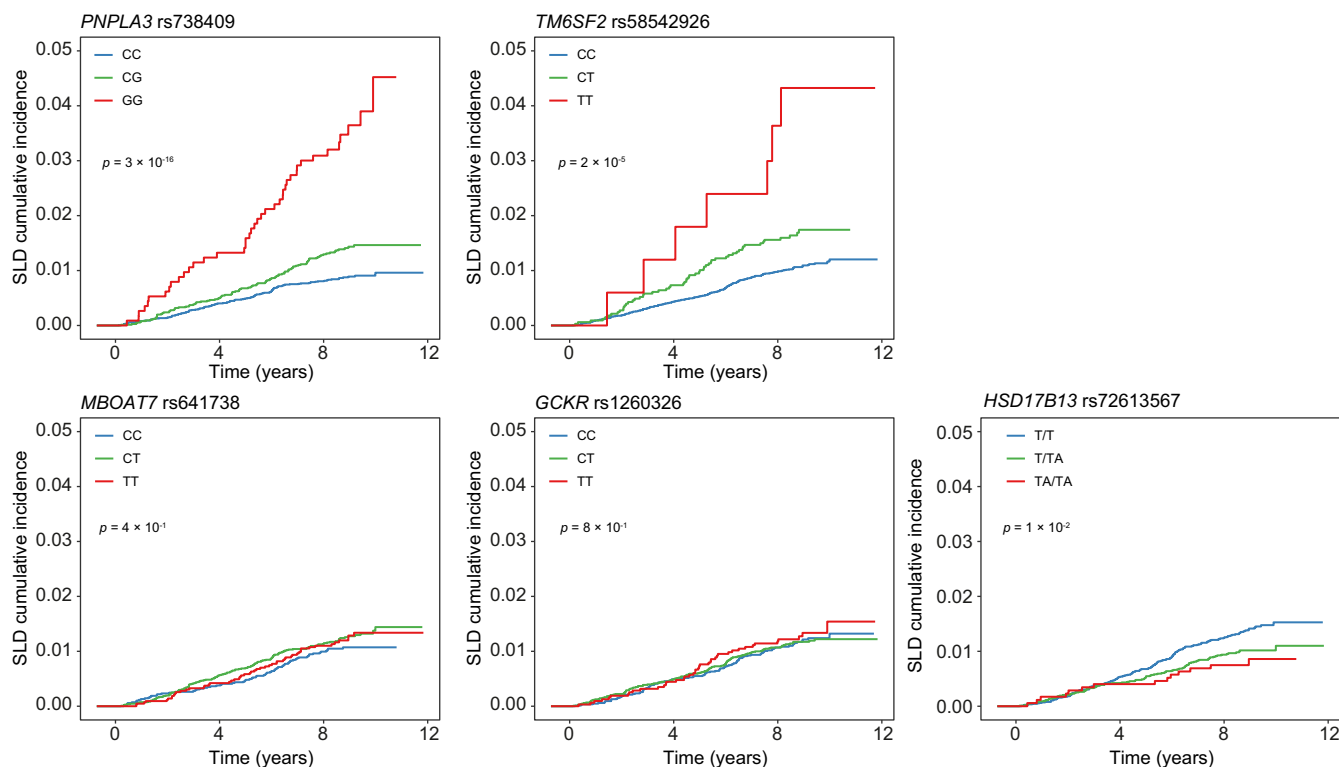 PNPLA3 rs738409
SLD cumulative incidence
0.05
0.04
0.03
0.02
0.01
0.00
CC
CG
GG
p = 3 × 10⁻¹⁶
0 4 8 12
Time (years)
TM6SF2 rs58542926
SLD cumulative incidence
0.05
0.04
0.03
0.02
0.01
0.00
CC
CT
TT
p = 2 × 10⁻⁵
0 4 8 12
Time (years)
MBOAT7 rs641738
SLD cumulative incidence
0.05
0.04
0.03
0.02
0.01
0.00
CC
CT
TT
p = 4 × 10⁻¹
0 4 8 12
Time (years)
GCKR rs1260326
SLD cumulative incidence
0.05
0.04
0.03
0.02
0.01
0.00
CC
CT
TT
p = 8 × 10⁻¹
0 4 8 12
Time (years)
HSD17B13 rs72613567
SLD cumulative incidence
0.05
0.04
0.03
0.02
0.01
0.00
T/T
T/TA
TA/TA
p = 1 × 10⁻²
0 4 8 12
Time (years)